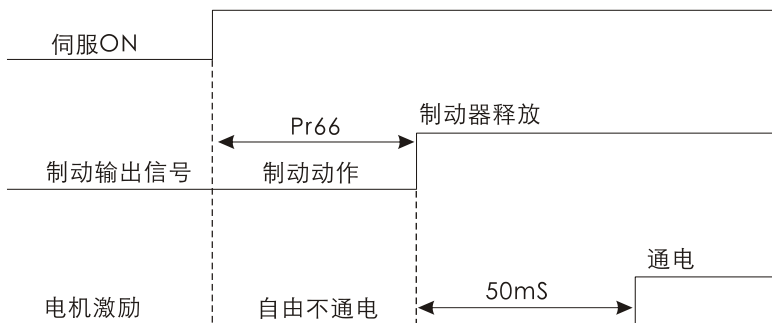 伺服ON
Pr66
制动器释放
制动输出信号
制动动作
通电
50mS
电机激励
自由不通电